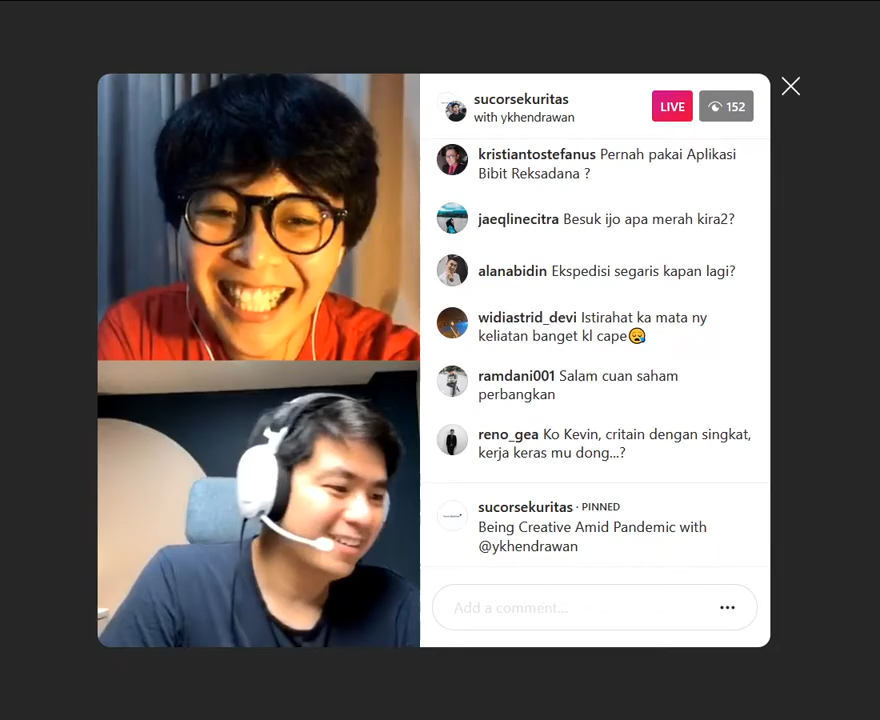 sucorsekuritas
with ykhendrawan
LIVE
152
kristiantostefanus Pernah pakai Aplikasi
Bibit Reksadana ?
jaeqlinecitra Besuk ijo apa merah kira2?
alanabidin Ekspedisi segaris kapan lagi?
widiastrid_devi Istirahat ka mata ny
keliatan banget kl cape😪
ramdani001 Salam cuan saham
perbangkan
reno_gea Ko Kevin, critain dengan singkat,
kerja keras mu dong...?
sucorsekuritas · PINNED
Being Creative Amid Pandemic with
@ykhendrawan
Add a comment...